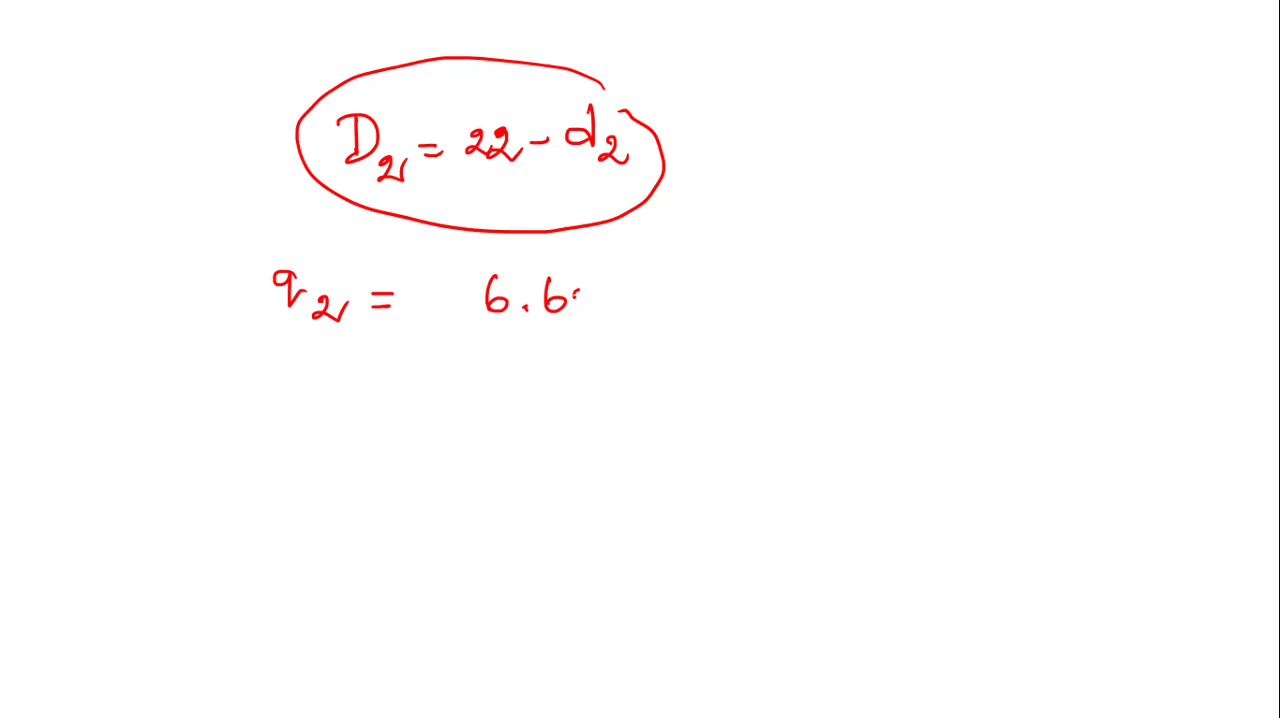 D₂ = 22 - d₂
q₂ = 6.6